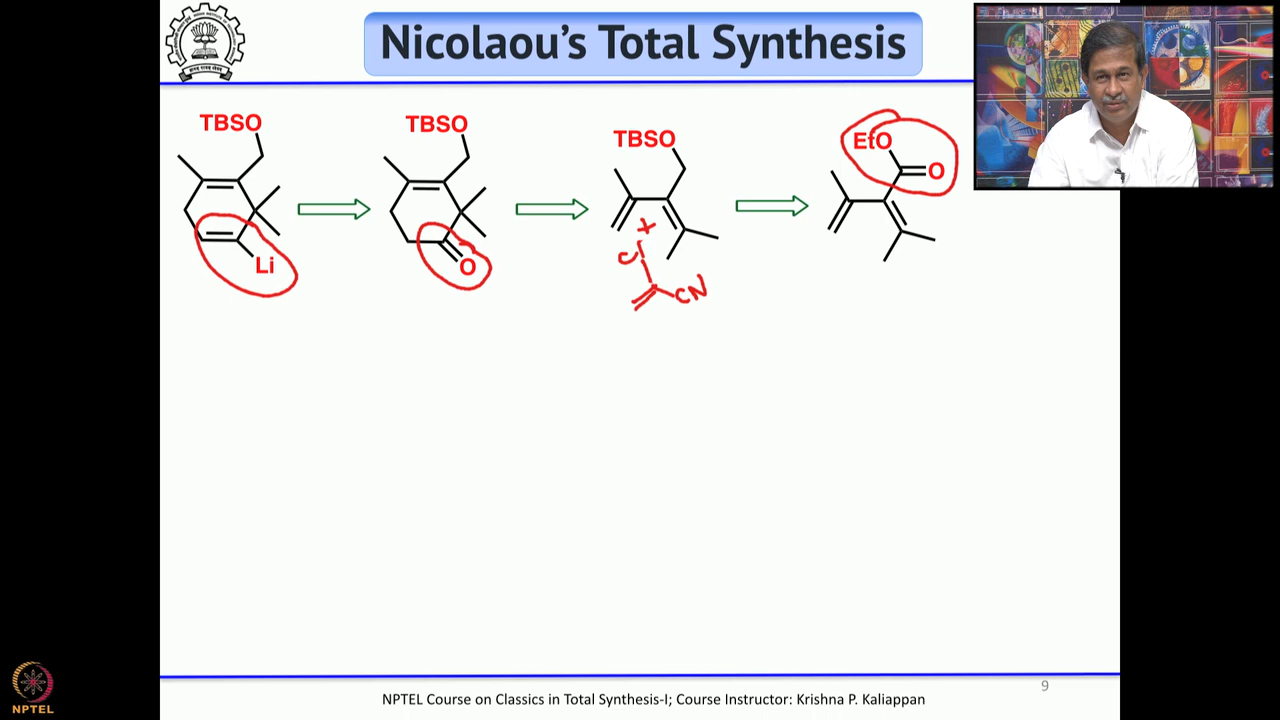 Nicolaou's Total Synthesis
TBSO
TBSO
TBSO
EtO
O
Li
O
+
Cl
CN
9
NPTEL Course on Classics in Total Synthesis-I; Course Instructor: Krishna P. Kaliappan
NPTEL